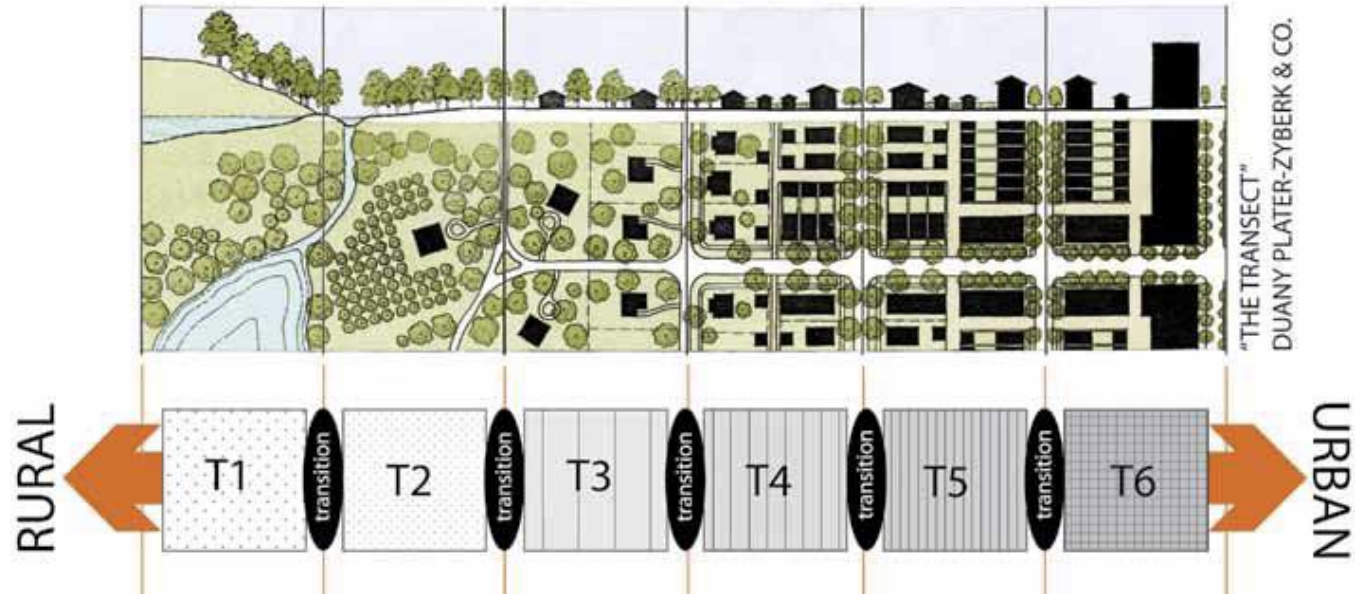 "THE TRANSECT"
DUANY PLATER-ZYBERK & CO.
RURAL
T1
transition
T2
transition
T3
transition
T4
transition
T5
transition
T6
URBAN